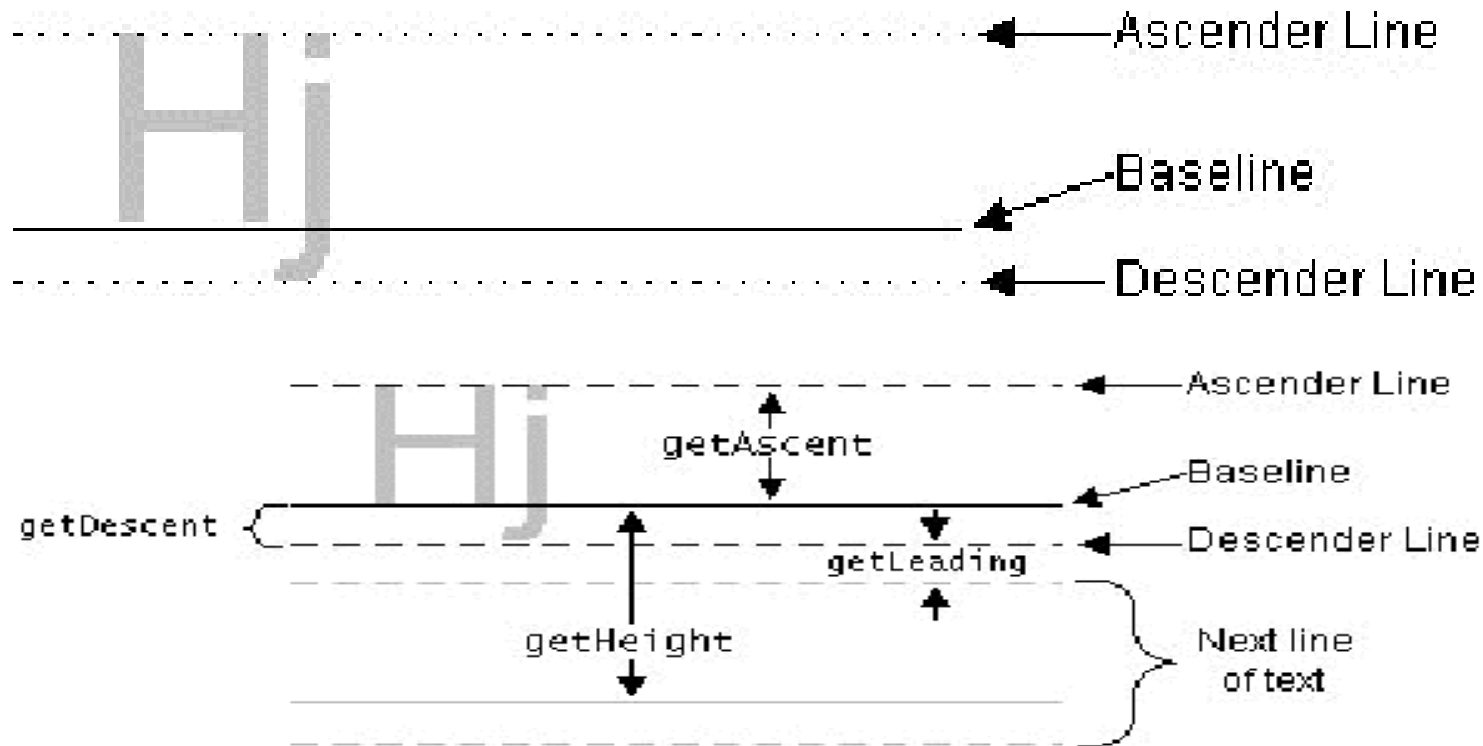 Hj
Ascender Line
Baseline
Descender Line
Hj
Ascender Line
getAscent
Baseline
getDescent
Descender Line
getLeading
getHeight
Next line
of text